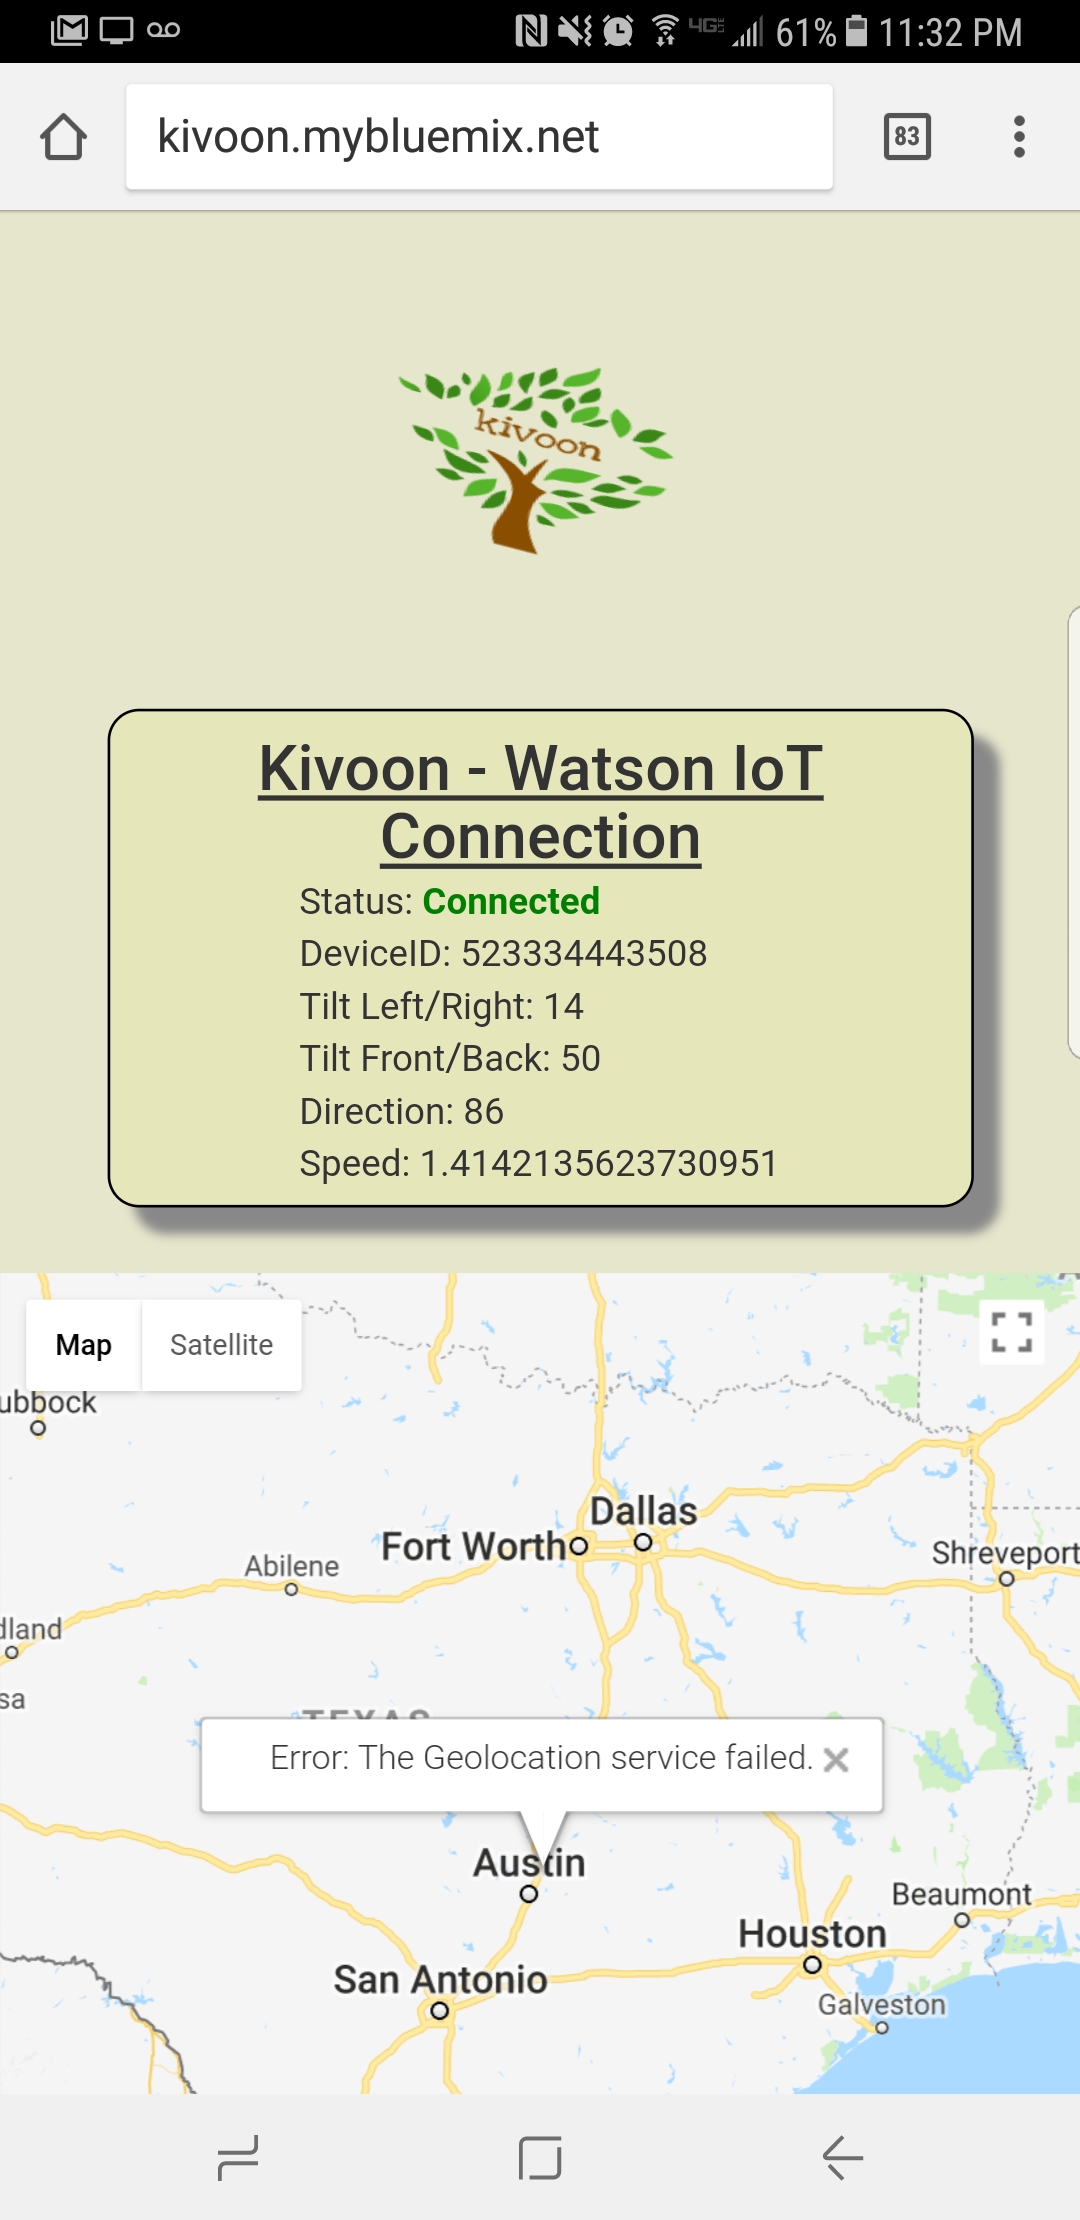 4G LTE 61% 11:32 PM
kivoon.mybluemix.net
83
kivoon
Kivoon - Watson IoT
Connection
Status: Connected
DeviceID: 523334443508
Tilt Left/Right: 14
Tilt Front/Back: 50
Direction: 86
Speed: 1.4142135623730951
Map Satellite
ubbock
Dallas
Fort Worth
Shreveport
Abilene
dland
sa
TEXAS
Error: The Geolocation service failed.
Austin
Beaumont
Houston
San Antonio
Galveston